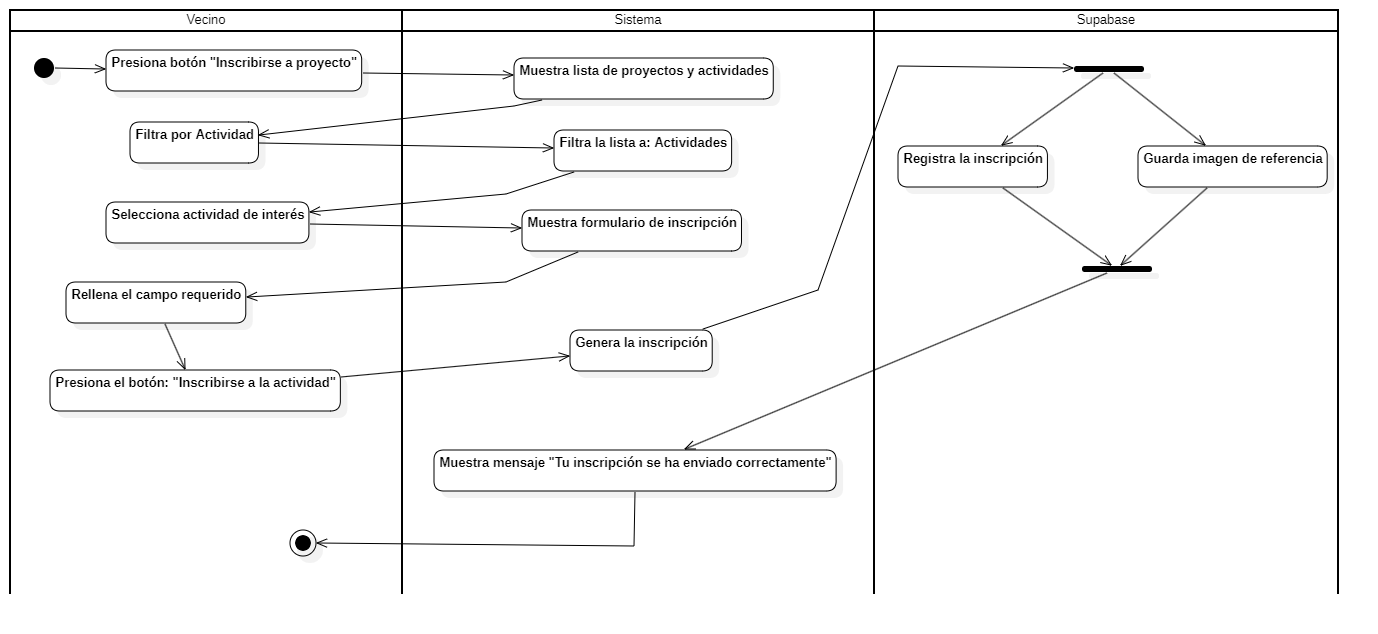 Vecino
Sistema
Supabase
Presiona botón "Inscribirse a proyecto"
Muestra lista de proyectos y actividades
Filtra por Actividad
Filtra la lista a: Actividades
Registra la inscripción
Guarda imagen de referencia
Selecciona actividad de interés
Muestra formulario de inscripción
Rellena el campo requerido
Genera la inscripción
Presiona el botón: "Inscribirse a la actividad"
Muestra mensaje "Tu inscripción se ha enviado correctamente"